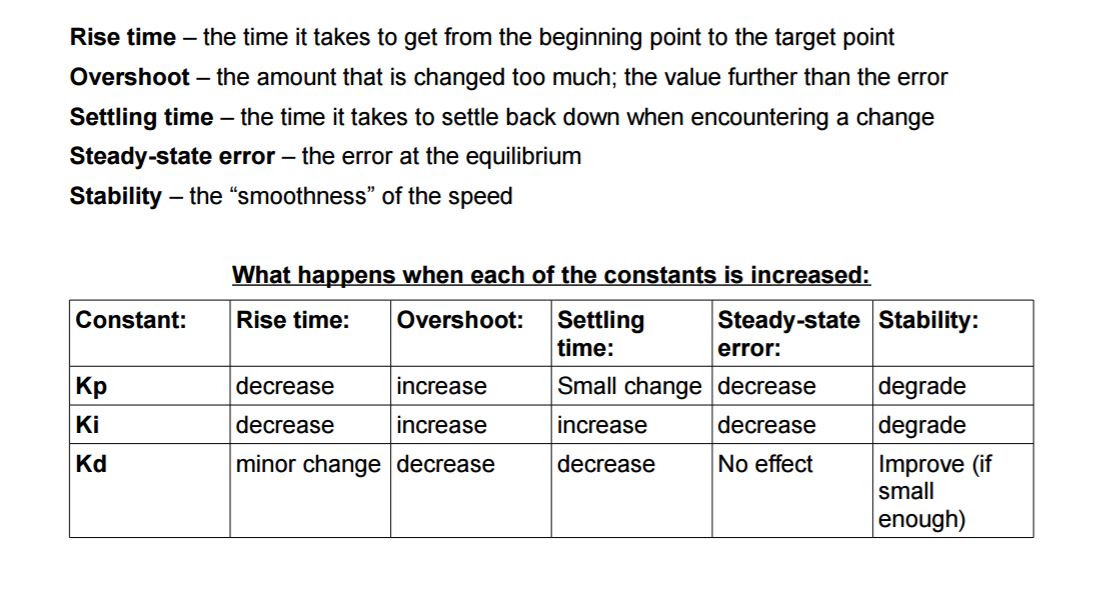 Rise time – the time it takes to get from the beginning point to the target point
Overshoot – the amount that is changed too much; the value further than the error
Settling time – the time it takes to settle back down when encountering a change
Steady-state error – the error at the equilibrium
Stability – the “smoothness” of the speed
What happens when each of the constants is increased:
Constant: Rise time: Overshoot: Settling time: Steady-state error: Stability:
Kp decrease increase Small change decrease degrade
Ki decrease increase increase decrease degrade
Kd minor change decrease decrease No effect Improve (if small enough)